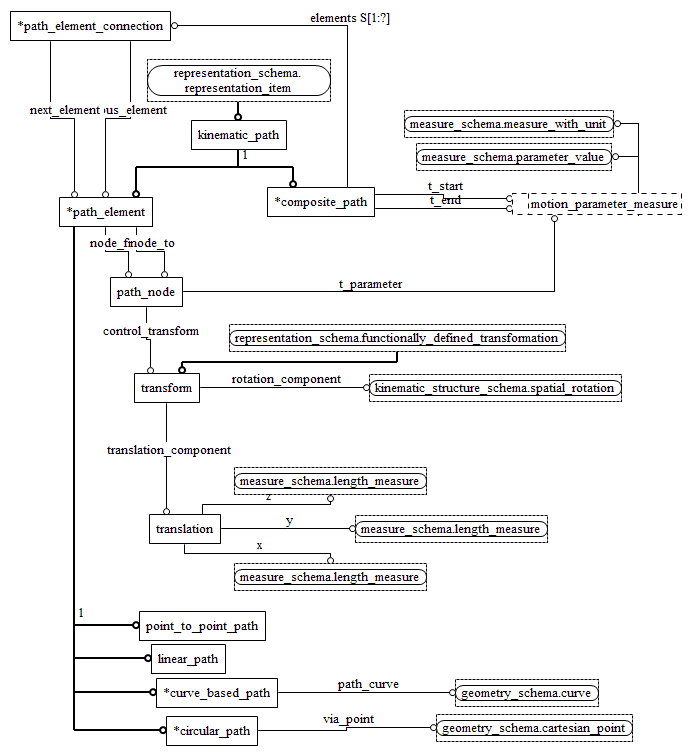 elements S[1:?]
*path_element_connection
representation_schema.
representation_item
next_element
us_element
measure_schema.measure_with_unit
kinematic_path
1
measure_schema.parameter_value
t_start
*composite_path
t_end
motion_parameter_measure
*path_element
node_f
node_to
t_parameter
path_node
control_transform
representation_schema.functionally_defined_transformation
rotation_component
transform
kinematic_structure_schema.spatial_rotation
translation_component
measure_schema.length_measure
z
y
translation
measure_schema.length_measure
x
measure_schema.length_measure
1
point_to_point_path
linear_path
path_curve
*curve_based_path
geometry_schema.curve
via_point
*circular_path
geometry_schema.cartesian_point